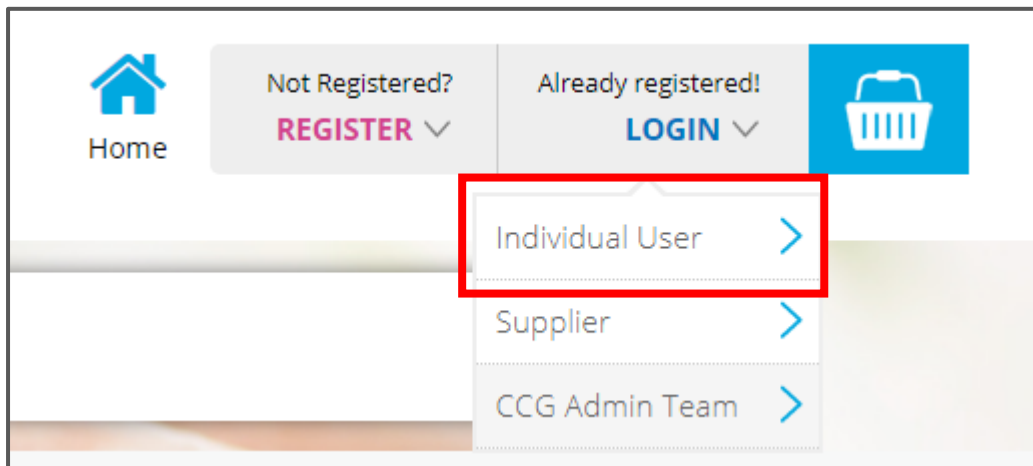 Home
Not Registered?
REGISTER
Already registered!
LOGIN
Individual User
Supplier
CCG Admin Team